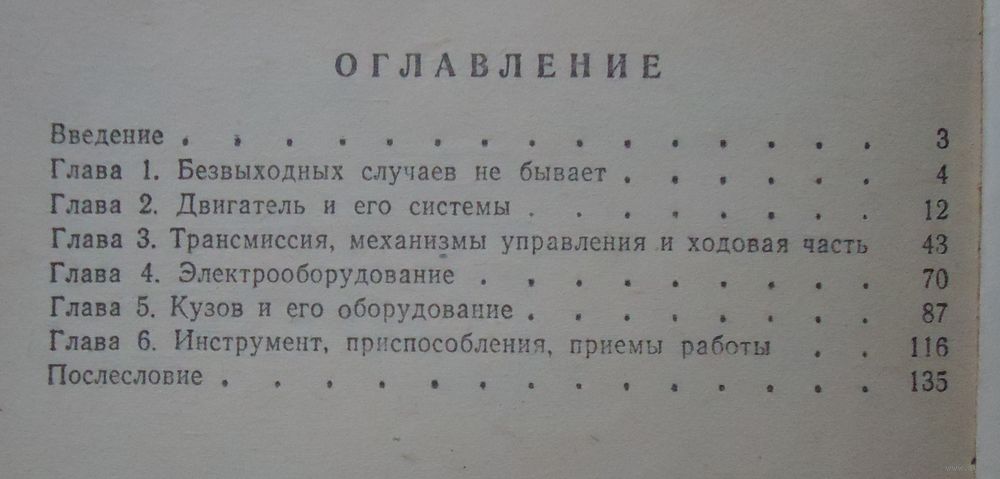 ОГЛАВЛЕНИЕ
Введение . . . . . . . . . . . . . . 3
Глава 1. Безвыходных случаев не бывает . . . . . . 4
Глава 2. Двигатель и его системы . . . . . . . . 12
Глава 3. Трансмиссия, механизмы управления и ходовая часть 43
Глава 4. Электрооборудование . . . . . . . . . 70
Глава 5. Кузов и его оборудование . . . . . . . . 87
Глава 6. Инструмент, приспособления, приемы работы . . 116
Послесловие . . . . . . . . . . . . . 135